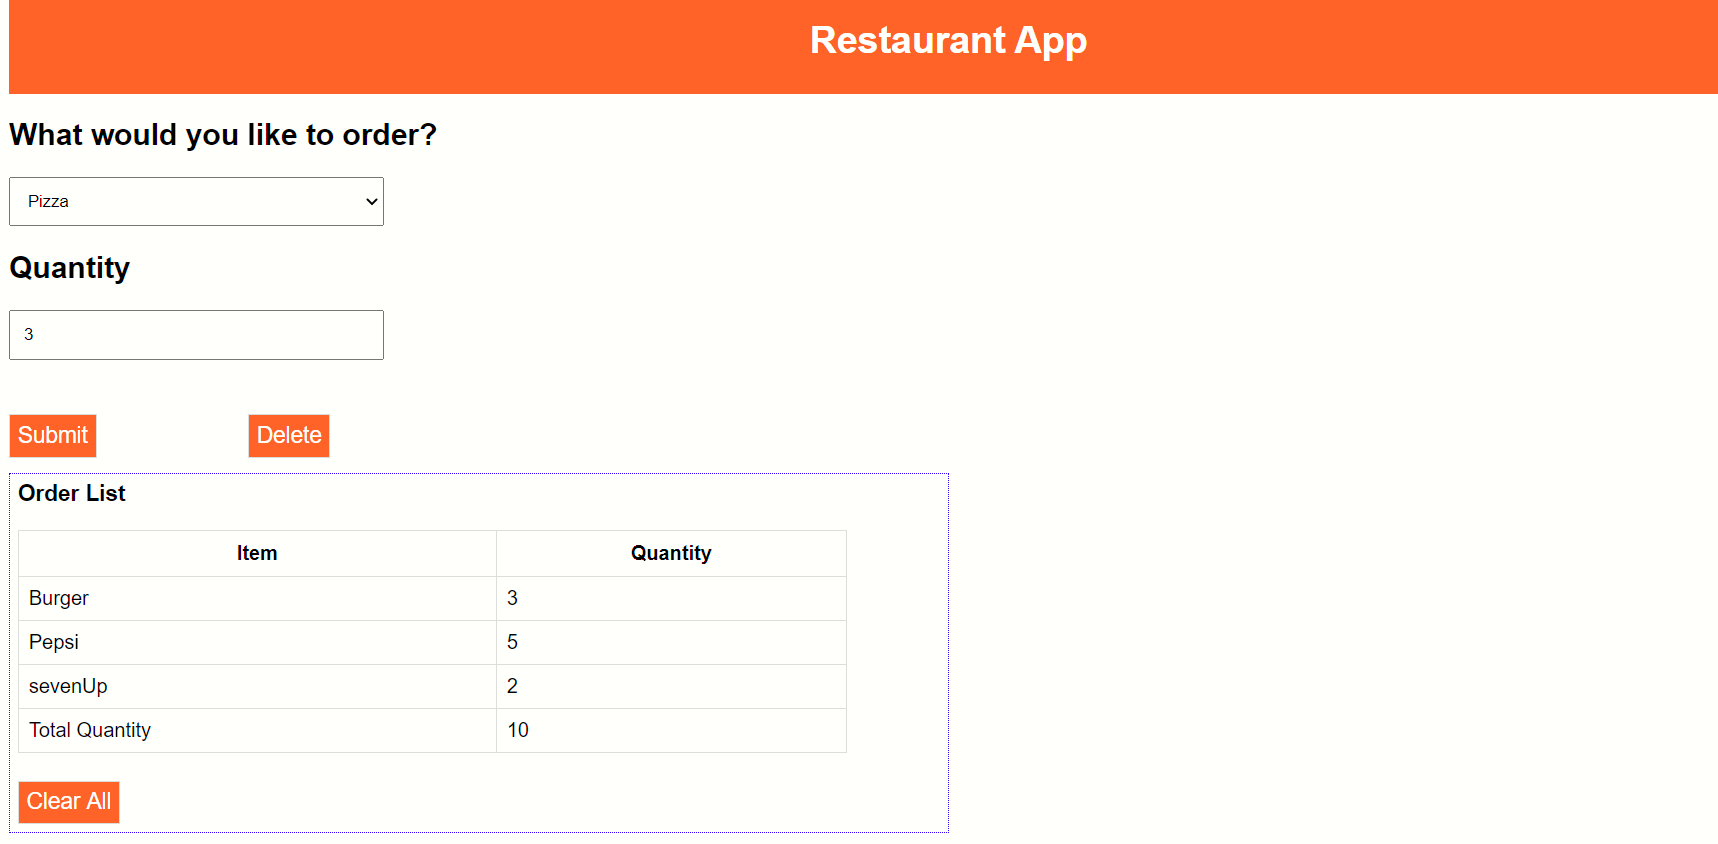 Restaurant App
What would you like to order?
Pizza
Quantity
3
Submit Delete
Order List
Item Quantity
Burger 3
Pepsi 5
sevenUp 2
Total Quantity 10
Clear All